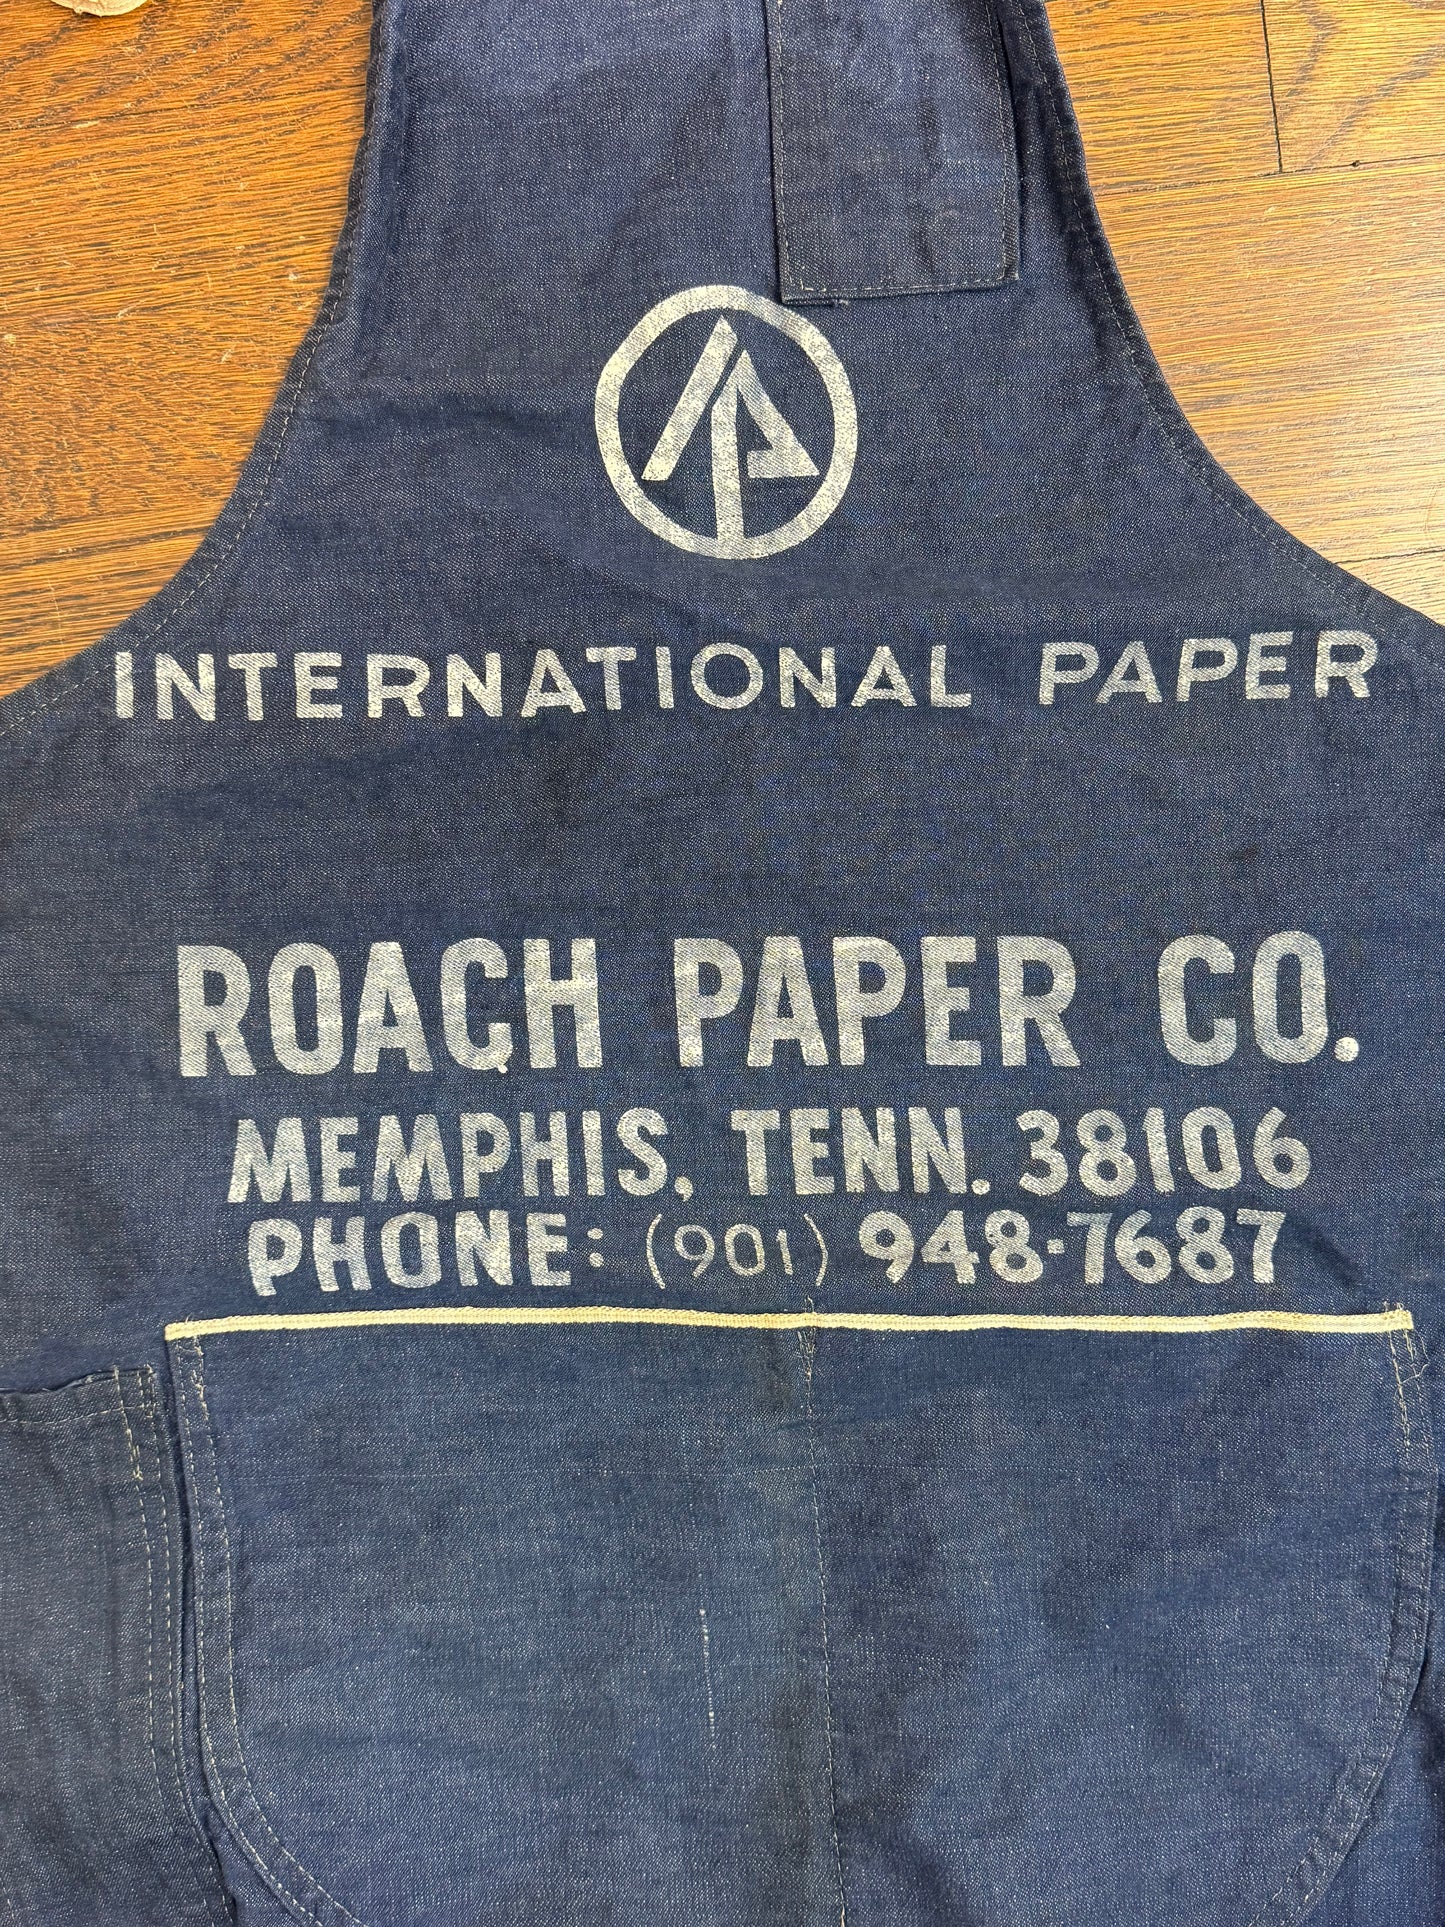 INTERNATIONAL PAPER
ROACH PAPER CO.
MEMPHIS, TENN. 38106
PHONE: (901) 948-7687